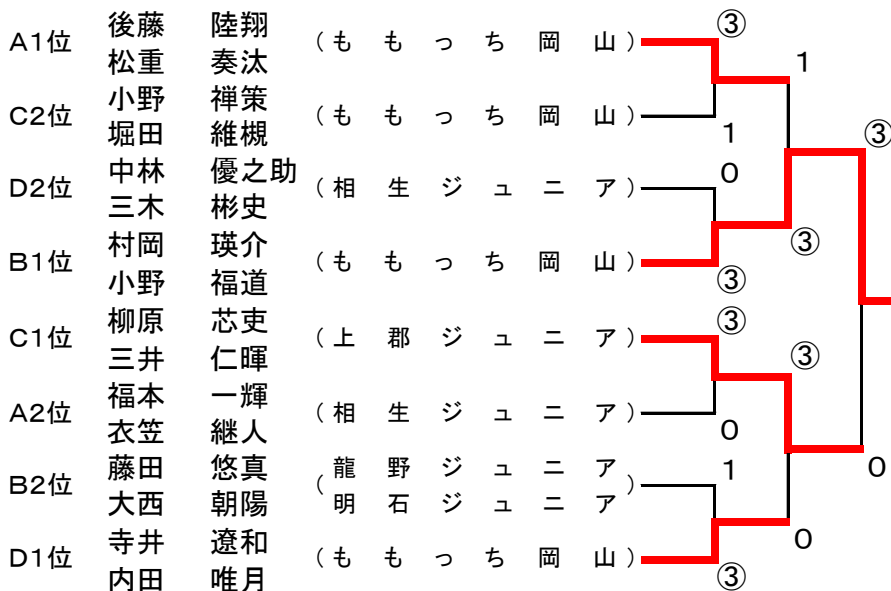 A1位 後藤 陸翔 (ももっち岡山) ③
松重 奏汰
1
C2位 小野 禅策 (ももっち岡山) 1
堀田 維槻
③
D2位 中林 優之助 (相生ジュニア) 0
三木 彬史
③
B1位 村岡 瑛介 (ももっち岡山) ③
小野 福道
C1位 柳原 芯吏 (上郡ジュニア) ③
三井 仁暉
③
A2位 福本 一輝 (相生ジュニア) 0
衣笠 継人
0
B2位 藤田 悠真 (龍野ジュニア 1
大西 朝陽 明石ジュニア)
0
D1位 寺井 遼和 (ももっち岡山) ③
内田 唯月